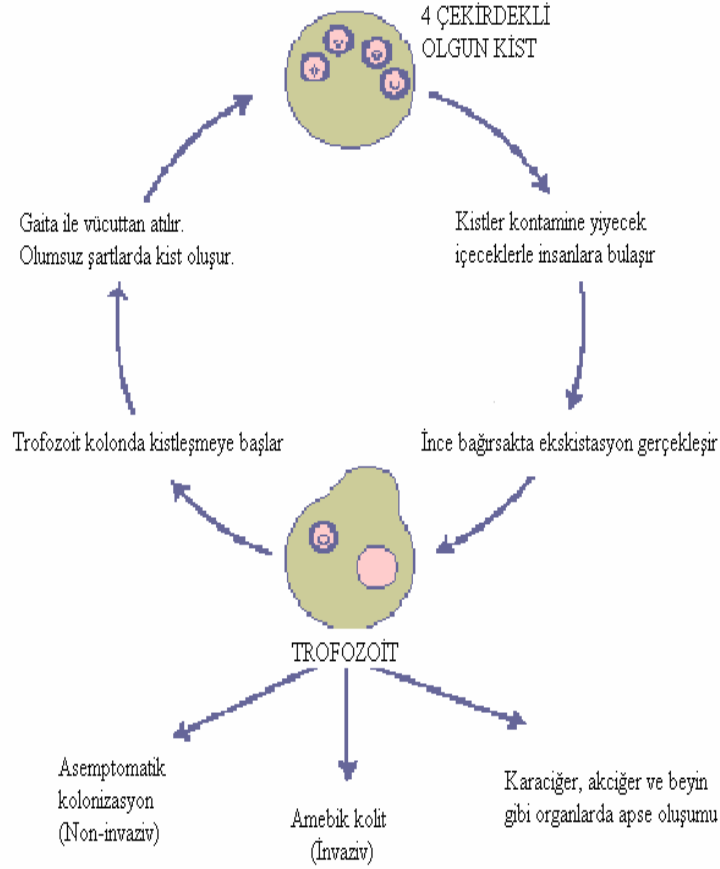 4 ÇEKİRDEKLİ
OLGUN KİST
Kistler kontamine yiyecek
içeceklerle insanlara bulaşır
İnce bağırsakta ekskistasyon gerçekleşir
TROFOZOİT
Trofozoit kolonda kistleşmeye başlar
Gaita ile vücuttan atılır.
Olumsuz şartlarda kist oluşur.
Asemptomatik
kolonizasyon
(Non-invaziv)
Amebik kolit
(İnvaziv)
Karaciğer, akciğer ve beyin
gibi organlarda apse oluşumu